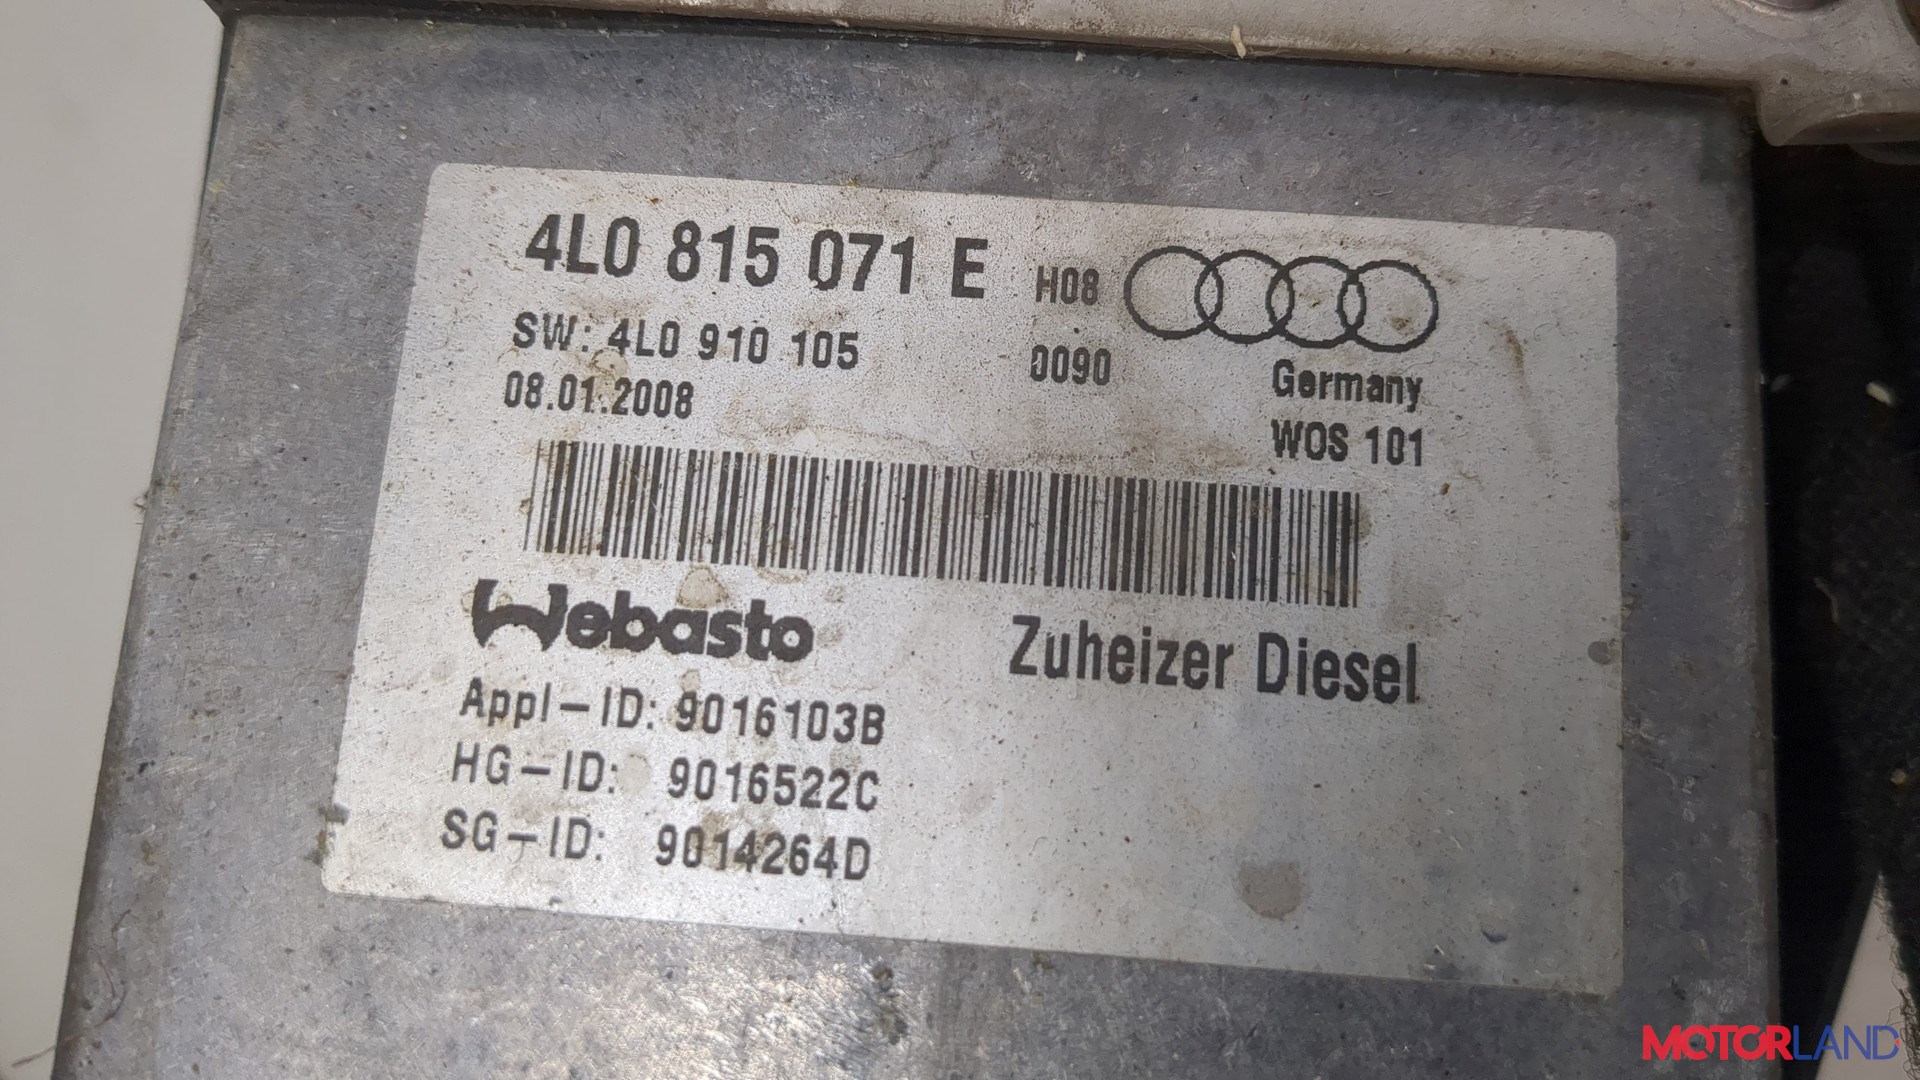 4L0 815 071 E H08
SW: 4L0 910 105 0090
Germany
08.01.2008
WOS 101
Webasto
Zuheizer Diesel
Appl-ID: 9016103B
HG-ID: 9016522C
SG-ID: 9014264D
MOTORLAND